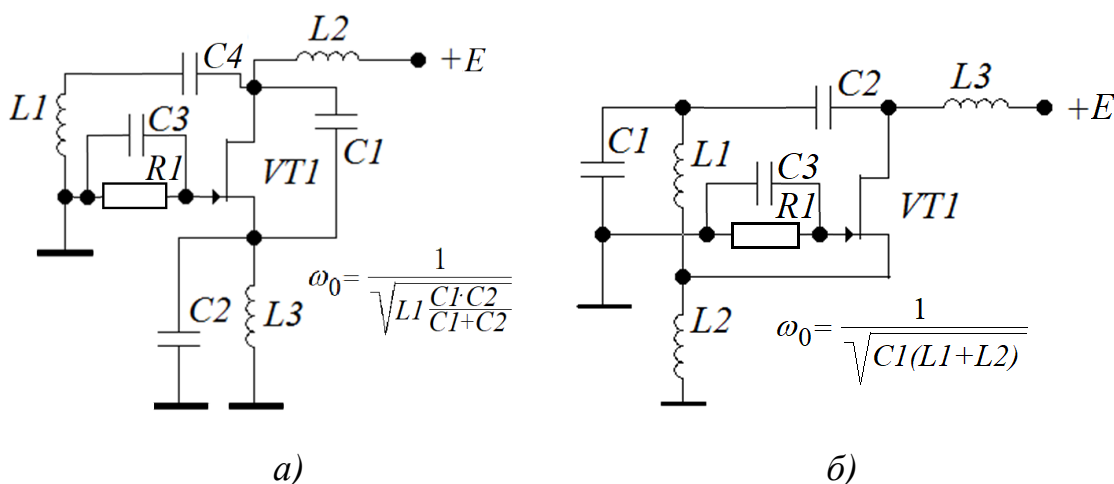 L2
C4
+E
L1
C3
R1
VT1
C1
C2
L3
ω0 = 1 / √(L1 C1·C2 / C1+C2)
а)
C2
L3
+E
C1
L1
C3
R1
VT1
L2
ω0 = 1 / √(C1(L1+L2))
б)